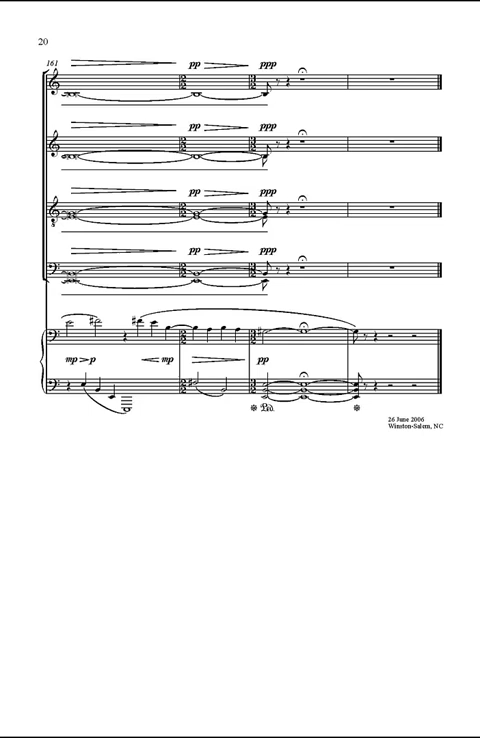 20
161
pp ppp
pp ppp
pp ppp
8
pp ppp
mp > p < mp pp
Ped.
26 June 2006
Winston-Salem, NC